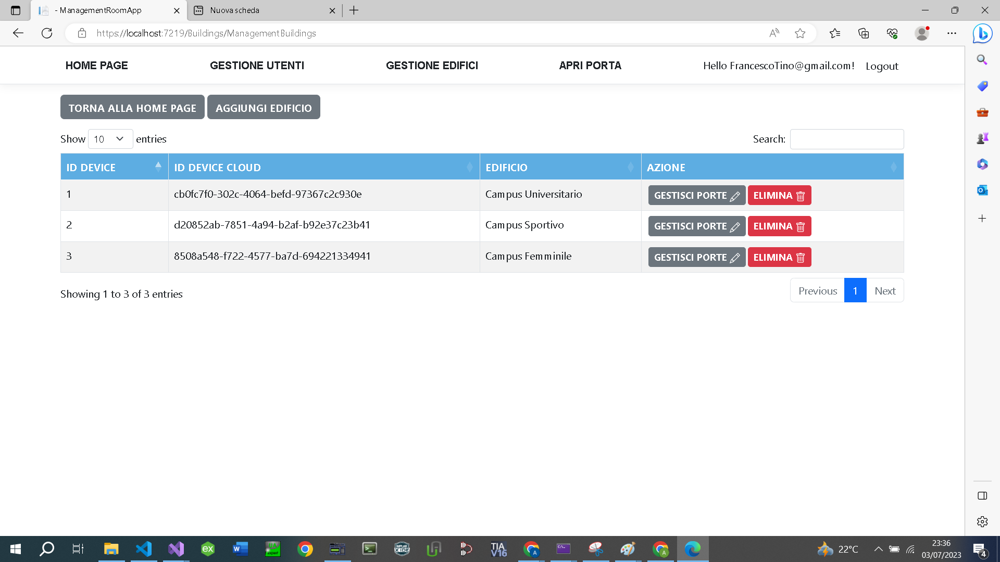 - ManagementRoomApp
Nuova scheda
https://localhost:7219/Buildings/ManagementBuildings
HOME PAGE GESTIONE UTENTI GESTIONE EDIFICI APRI PORTA Hello FrancescoTino@gmail.com! Logout
TORNA ALLA HOME PAGE AGGIUNGI EDIFICIO
Show 10 entries Search:
ID DEVICE ID DEVICE CLOUD EDIFICIO AZIONE
1 cb0fc7f0-302c-4064-befd-97367c2c930e Campus Universitario GESTISCI PORTE ELIMINA
2 d20852ab-7851-4a94-b2af-b92e37c23b41 Campus Sportivo GESTISCI PORTE ELIMINA
3 8508a548-f722-4577-ba7d-694221334941 Campus Femminile GESTISCI PORTE ELIMINA
Showing 1 to 3 of 3 entries Previous 1 Next
22°C
23:36
03/07/2023
4